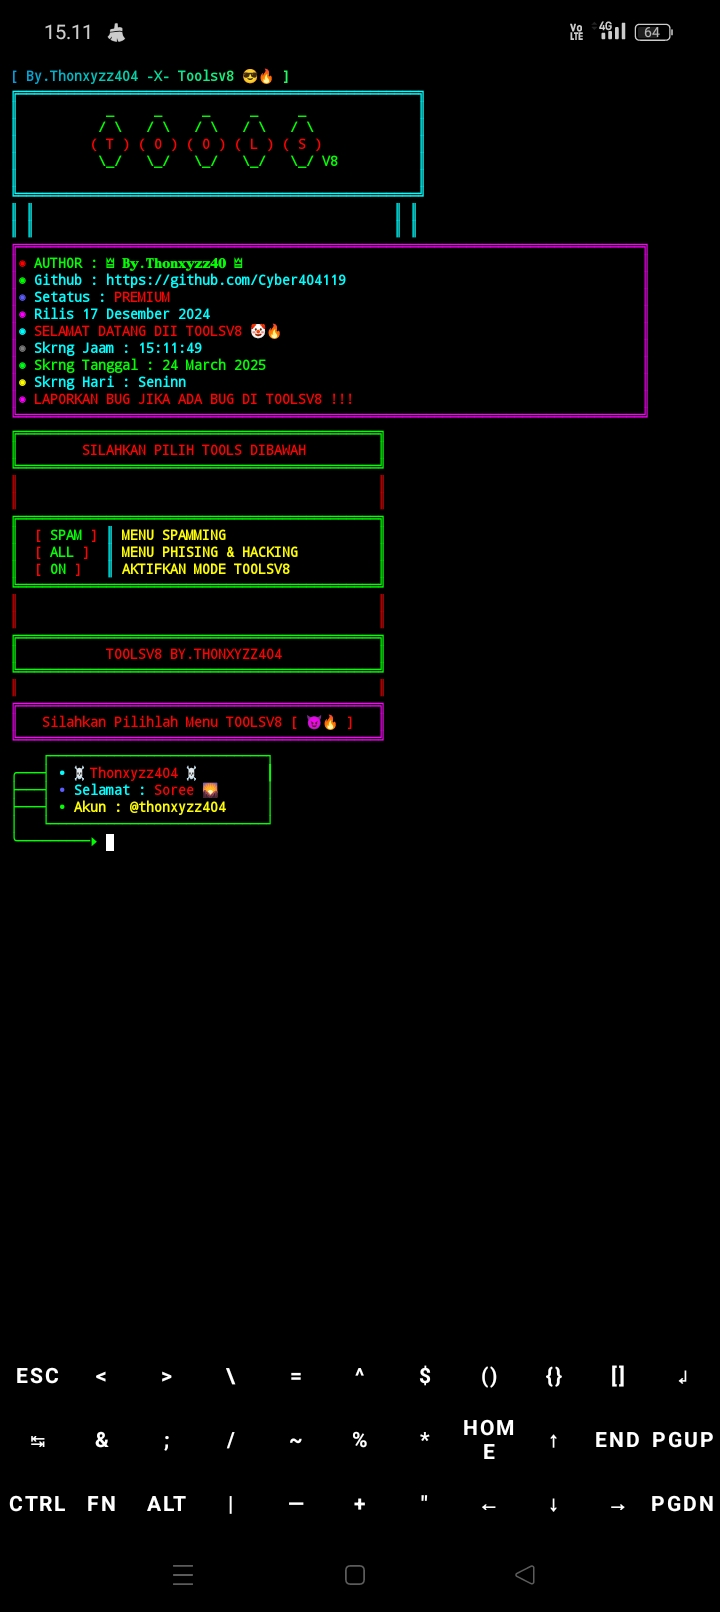 15.11 Vo LTE 4G 64
[ By.Thonxyzz404 -X- Toolsv8 😎🔥 ]
( T ) ( O ) ( O ) ( L ) ( S )
V8
AUTHOR : ⩮ By.Thonxyzz40 ⩮
Github : https://github.com/Cyber404119
Setatus : PREMIUM
Rilis 17 Desember 2024
SELAMAT DATANG DII TOOLSV8 🤡🔥
Skrng Jaam : 15:11:49
Skrng Tanggal : 24 March 2025
Skrng Hari : Seninn
LAPORKAN BUG JIKA ADA BUG DI TOOLSV8 !!!
SILAHKAN PILIH TOOLS DIBAWAH
[ SPAM ] ║ MENU SPAMMING
[ ALL ] ║ MENU PHISING & HACKING
[ ON ] ║ AKTIFKAN MODE TOOLSV8
TOOLSV8 BY.THONXYZZ404
Silahkan Pilihlah Menu TOOLSV8 [ 😈🔥 ]
• ☠ Thonxyzz404 ☠
• Selamat : Soree 🌄
• Akun : @thonxyzz404
ESC < > \ = ^ $ () {} [] ↲
↹ & ; / ~ % * HOME ↑ END PGUP
CTRL FN ALT | — + " ← ↓ → PGDN